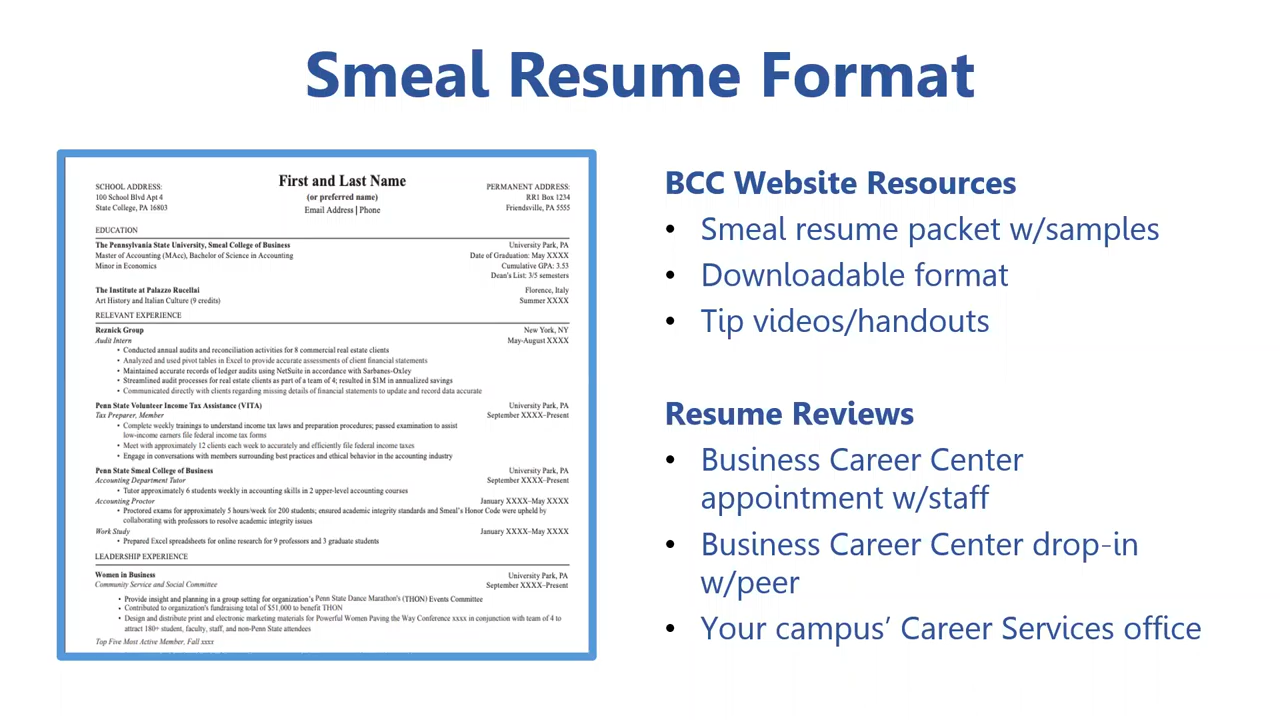 Smeal Resume Format
SCHOOL ADDRESS:
100 School Blvd Apt 4
State College, PA 16803
First and Last Name
(or preferred name)
Email Address | Phone
PERMANENT ADDRESS:
RR1 Box 1234
Friendsville, PA 5555
EDUCATION
The Pennsylvania State University, Smeal College of Business University Park, PA
Master of Accounting (MAcc), Bachelor of Science in Accounting Date of Graduation: May XXXX
Minor in Economics Cumulative GPA: 3.53
Dean's List: 3/5 semesters
The Institute at Palazzo Rucellai Florence, Italy
Art History and Italian Culture (9 credits) Summer XXXX
RELEVANT EXPERIENCE
Reznick Group New York, NY
Audit Intern May-August XXXX
• Conducted annual audits and reconciliation activities for 8 commercial real estate clients
• Analyzed and used pivot tables in Excel to provide accurate assessments of client financial statements
• Maintained accurate records of ledger audits using NetSuite in accordance with Sarbanes-Oxley
• Streamlined audit processes for real estate clients as part of a team of 4; resulted in $1M in annualized savings
• Communicated directly with clients regarding missing details of financial statements to update and record data accurate
Penn State Volunteer Income Tax Assistance (VITA) University Park, PA
Tax Preparer, Member September XXXX–Present
• Complete weekly trainings to understand income tax laws and preparation procedures; passed examination to assist
low-income earners file federal income tax forms
• Meet with approximately 12 clients each week to accurately and efficiently file federal income taxes
• Engage in conversations with members surrounding best practices and ethical behavior in the accounting industry
Penn State Smeal College of Business University Park, PA
Accounting Department Tutor September XXXX–Present
• Tutor approximately 6 students weekly in accounting skills in 2 upper-level accounting courses
Accounting Proctor January XXXX–May XXXX
• Proctored exams for approximately 5 hours/week for 200 students; ensured academic integrity standards and Smeal's Honor Code were upheld by
collaborating with professors to resolve academic integrity issues
Work Study January XXXX–May XXXX
• Prepared Excel spreadsheets for online research for 9 professors and 3 graduate students
LEADERSHIP EXPERIENCE
Women in Business University Park, PA
Community Service and Social Committee September XXXX–Present
• Provide insight and planning in a group setting for organization's Penn State Dance Marathon's (THON) Events Committee
• Contributed to organization's fundraising total of $51,000 to benefit THON
• Design and distribute print and electronic marketing materials for Powerful Women Paving the Way Conference xxxx in conjunction with team of 4 to
attract 180+ student, faculty, staff, and non-Penn State attendees
Top Five Most Active Member, Fall xxxx
BCC Website Resources
• Smeal resume packet w/samples
• Downloadable format
• Tip videos/handouts
Resume Reviews
• Business Career Center
appointment w/staff
• Business Career Center drop-in
w/peer
• Your campus' Career Services office